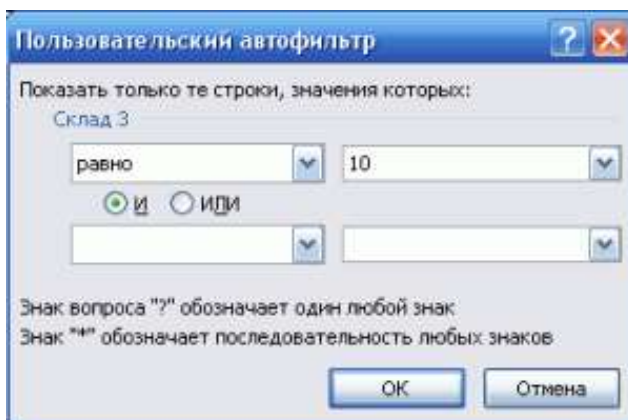 Пользовательский автофильтр
Показать только те строки, значения которых:
Склад 3
равно 10
И ИЛИ
Знак вопроса "?" обозначает один любой знак
Знак "*" обозначает последовательность любых знаков
ОК Отмена